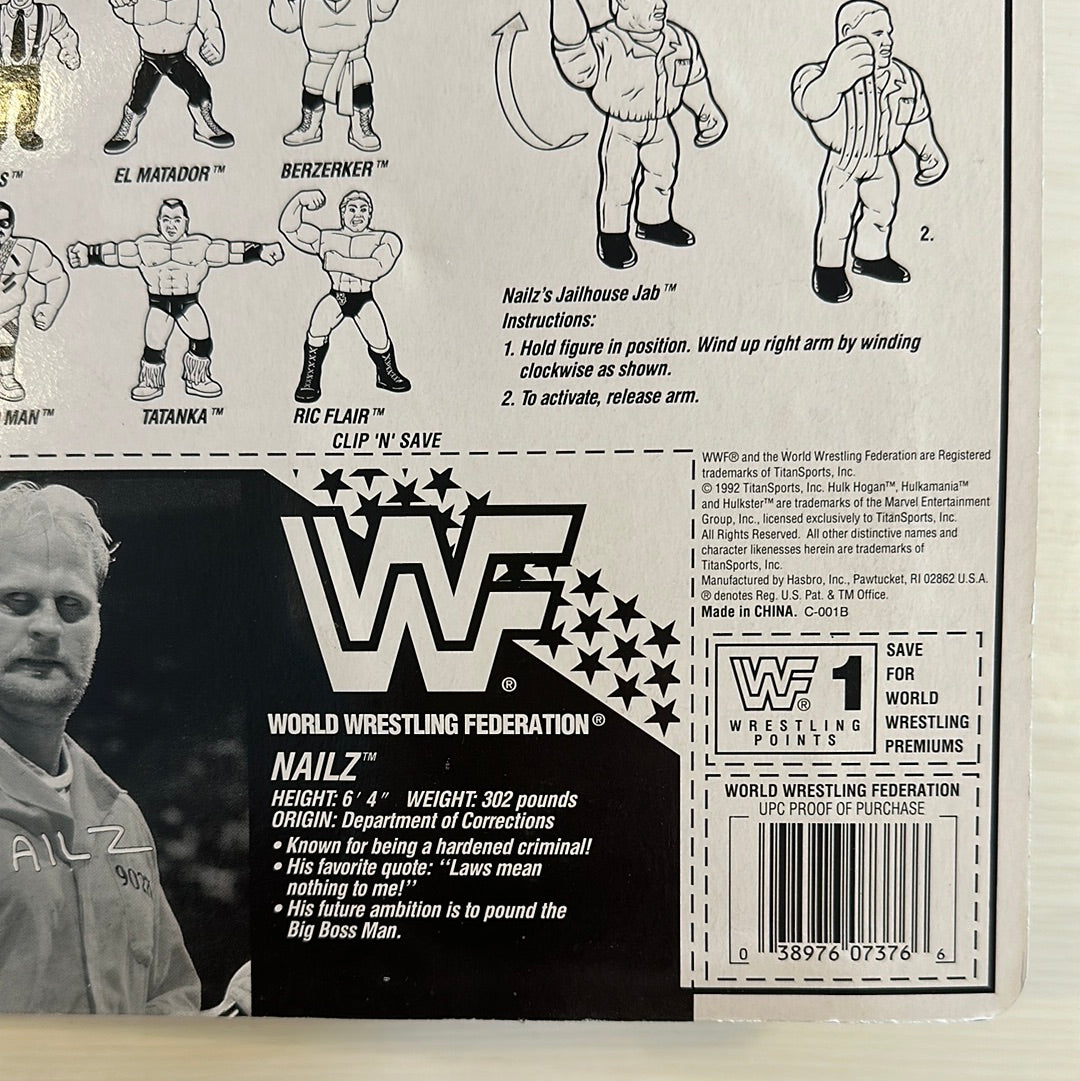 S™
EL MATADOR™
BERZERKER™
MAN™
TATANKA™
RIC FLAIR™
2.
Nailz's Jailhouse Jab™
Instructions:
1. Hold figure in position. Wind up right arm by winding
clockwise as shown.
2. To activate, release arm.
CLIP 'N' SAVE
WWF® and the World Wrestling Federation are Registered
trademarks of TitanSports, Inc.
© 1992 TitanSports, Inc. Hulk Hogan™, Hulkamania™
and Hulkster™ are trademarks of the Marvel Entertainment
Group, Inc., licensed exclusively to TitanSports, Inc.
All Rights Reserved. All other distinctive names and
character likenesses herein are trademarks of
TitanSports, Inc.
Manufactured by Hasbro, Inc., Pawtucket, RI 02862 U.S.A.
® denotes Reg. U.S. Pat. & TM Office.
Made in CHINA. C-001B
WF®
WORLD WRESTLING FEDERATION®
NAILZ™
HEIGHT: 6' 4" WEIGHT: 302 pounds
ORIGIN: Department of Corrections
• Known for being a hardened criminal!
• His favorite quote: "Laws mean
nothing to me!"
• His future ambition is to pound the
Big Boss Man.
AILZ
WF® 1
WRESTLING
POINTS
SAVE
FOR
WORLD
WRESTLING
PREMIUMS
WORLD WRESTLING FEDERATION
UPC PROOF OF PURCHASE
0 38976 07376 6